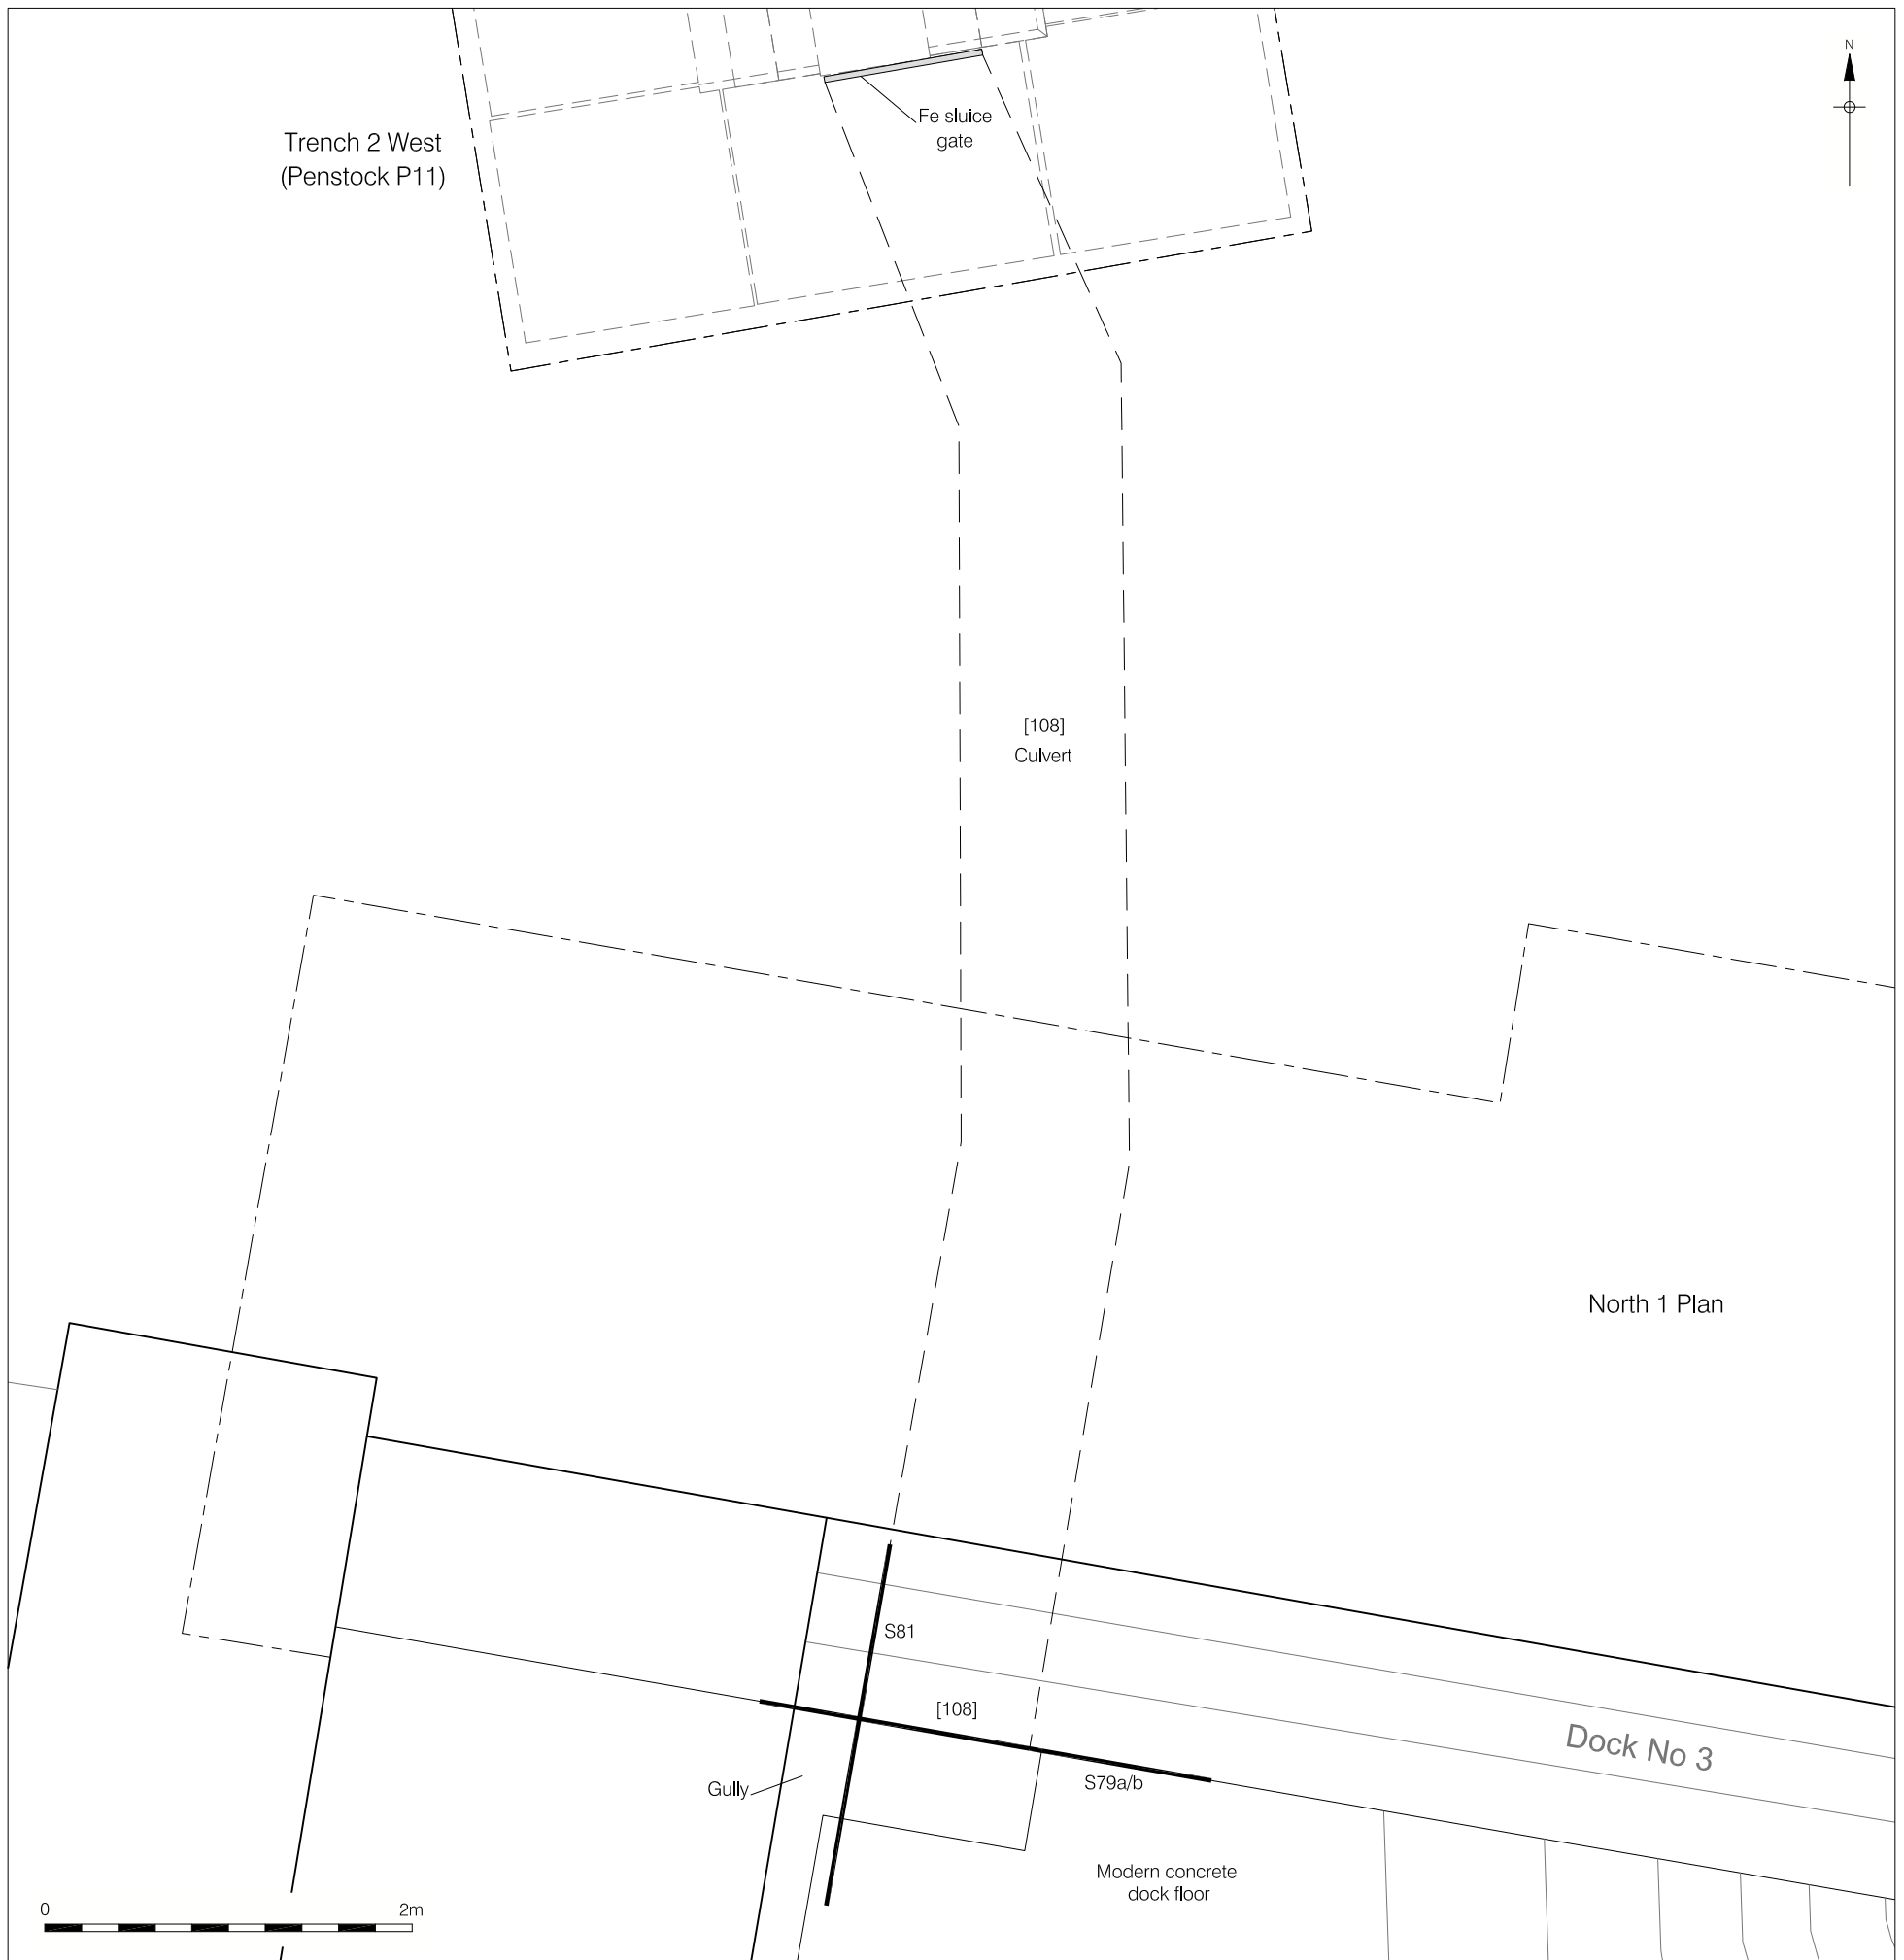 N
Fe sluice
gate
Trench 2 West
(Penstock P11)
[108]
Culvert
North 1 Plan
S81
[108]
Dock No 3
S79a/b
Gully
Modern concrete
dock floor
0 2m